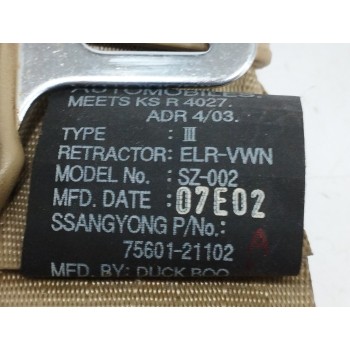 AUTOMOBILES.
MEETS KS R 4027.
ADR 4/03.
TYPE : III
RETRACTOR: ELR-VWN
MODEL No. : SZ-002
MFD. DATE : 07E02
SSANGYONG P/No.:
75601-21102
MFD. BY: DUCK BOO